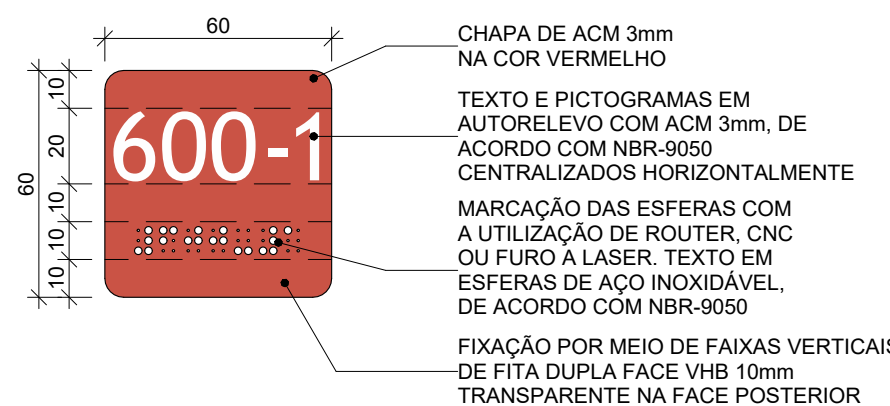 60
CHAPA DE ACM 3mm
NA COR VERMELHO
10
20
10
10
10
60
600-1
TEXTO E PICTOGRAMAS EM
AUTORELEVO COM ACM 3mm, DE
ACORDO COM NBR-9050
CENTRALIZADOS HORIZONTALMENTE
MARCAÇÃO DAS ESFERAS COM
A UTILIZAÇÃO DE ROUTER, CNC
OU FURO A LASER. TEXTO EM
ESFERAS DE AÇO INOXIDÁVEL,
DE ACORDO COM NBR-9050
FIXAÇÃO POR MEIO DE FAIXAS VERTICAIS
DE FITA DUPLA FACE VHB 10mm
TRANSPARENTE NA FACE POSTERIOR